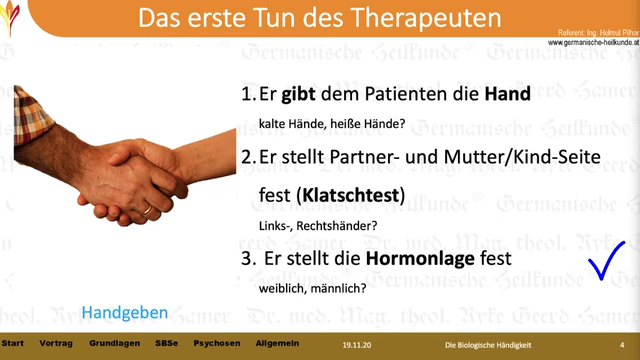 Das erste Tun des Therapeuten
Referent: Ing. Helmut Pilhar
www.germanische-heilkunde.at
1. Er gibt dem Patienten die Hand
kalte Hände, heiße Hände?
2. Er stellt Partner- und Mutter/Kind-Seite
fest (Klatschtest)
Links-, Rechtshänder?
3. Er stellt die Hormonlage fest
weiblich, männlich?
Handgeben
Start Vortrag Grundlagen SBSe Psychosen Allgemein 19.11.20 Die Biologische Händigkeit 4